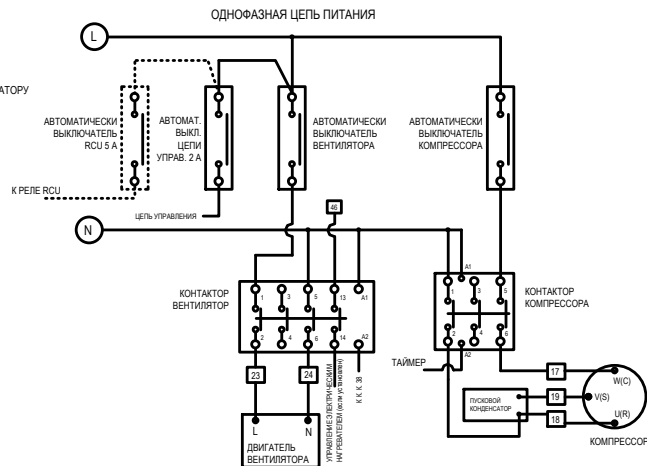 ОДНОФАЗНАЯ ЦЕПЬ ПИТАНИЯ
L
АТОРУ
АВТОМАТИЧЕСКИ
ВЫКЛЮЧАТЕЛЬ
RCU 5 А
АВТОМАТ.
ВЫКЛ.
ЦЕПИ
УПРАВ. 2 А
АВТОМАТИЧЕСКИ
ВЫКЛЮЧАТЕЛЬ
ВЕНТИЛЯТОРА
АВТОМАТИЧЕСКИ
ВЫКЛЮЧАТЕЛЬ
КОМПРЕССОРА
К РЕЛЕ RCU
ЦЕПЬ УПРАВЛЕНИЯ
46
N
КОНТАКТОР
ВЕНТИЛЯТОР
1
3
5
13
A1
2
4
6
14
A2
A1
1
3
5
2
4
6
A2
КОНТАКТОР
КОМПРЕССОРА
ТАЙМЕР
23
24
УПРАВЛЕНИЕ ЭЛЕКТРИЧЕСКИМ
НАГРЕВАТЕЛЕЙ (если установлен)
К К. К. 38
17
19
18
W(C)
V(S)
U(R)
ПУСКОВОЙ
КОНДЕНСАТОР
КОМПРЕССОР
L
N
ДВИГАТЕЛЬ
ВЕНТИЛЯТОРА